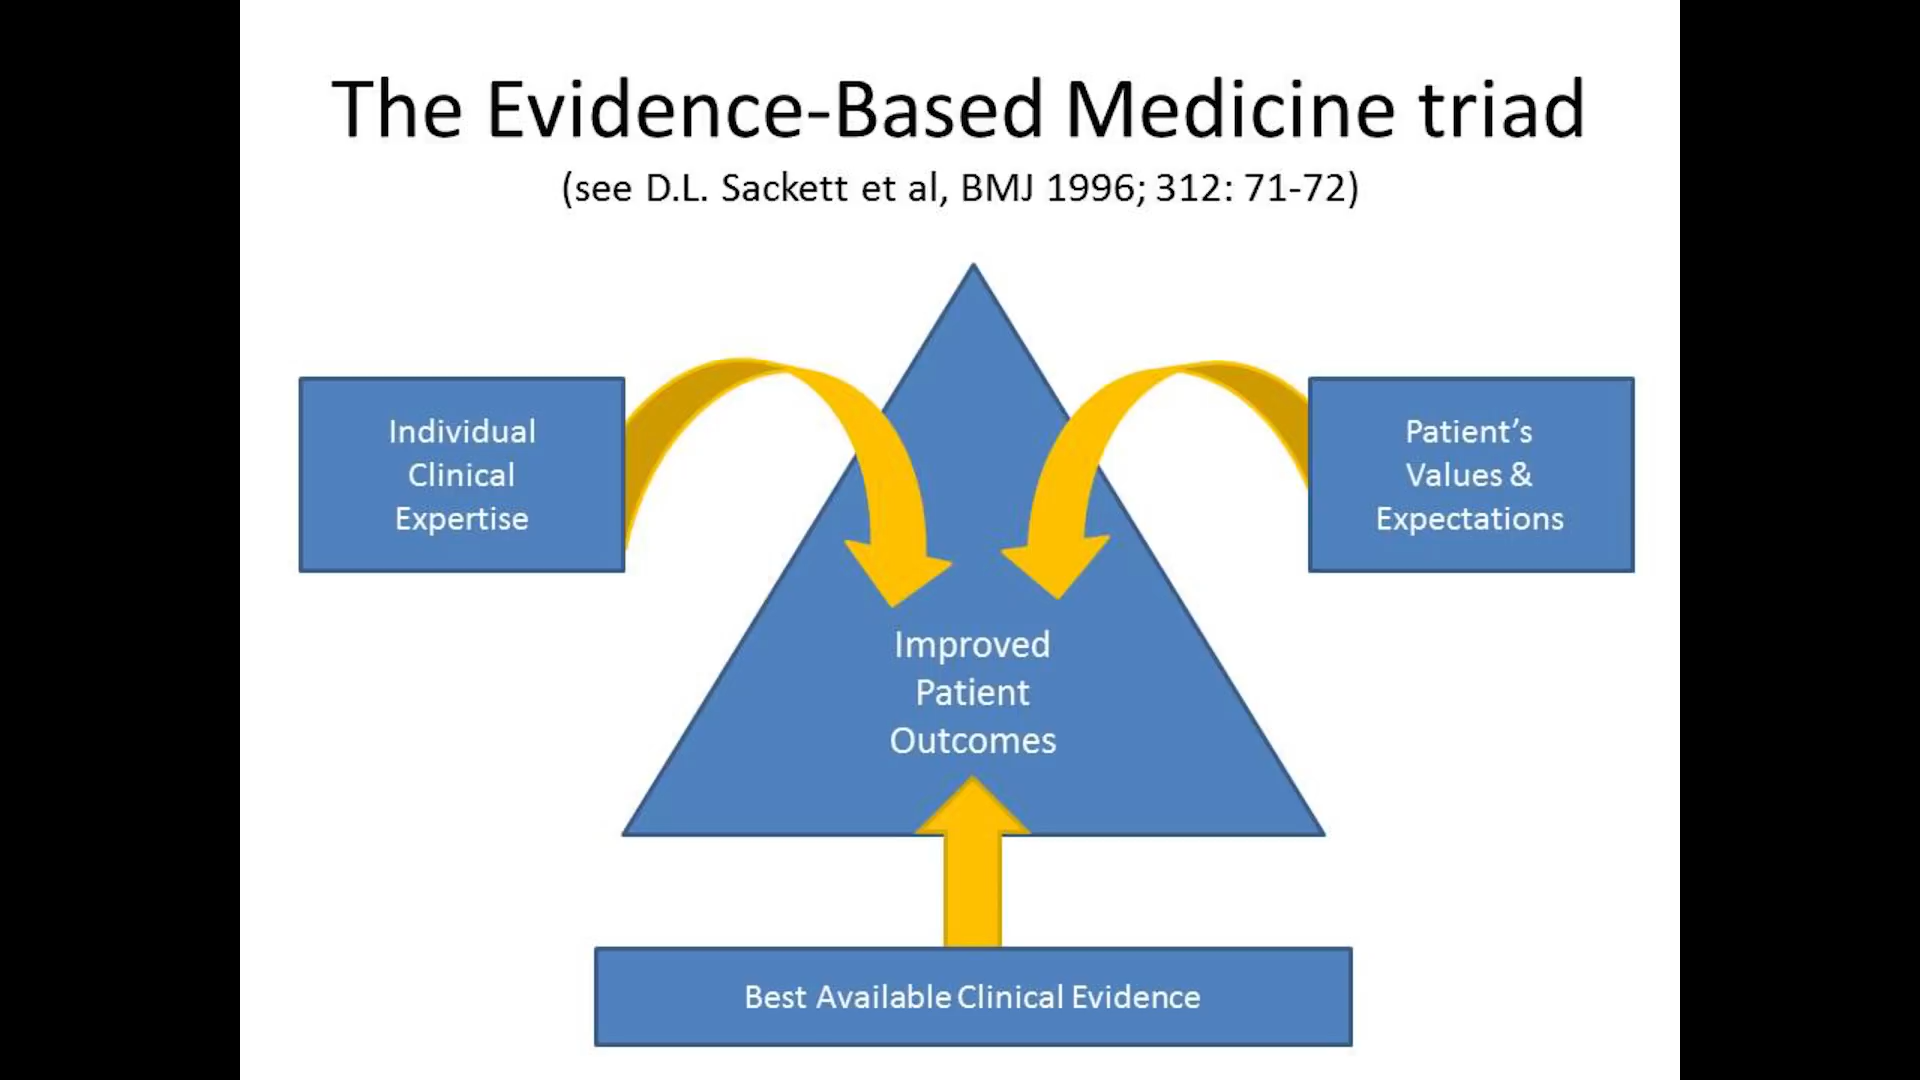 The Evidence-Based Medicine triad
(see D.L. Sackett et al, BMJ 1996; 312: 71-72)
Individual
Clinical
Expertise
Patient’s
Values &
Expectations
Improved
Patient
Outcomes
Best Available Clinical Evidence